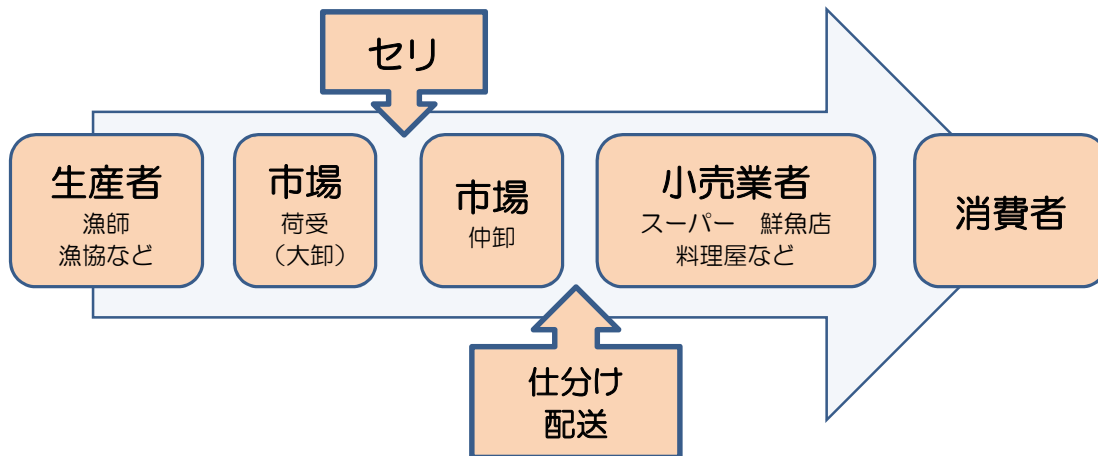 セリ
生産者
漁師
漁協など
市場
荷受
（大卸）
市場
仲卸
小売業者
スーパー　鮮魚店
料理屋など
消費者
仕分け
配送